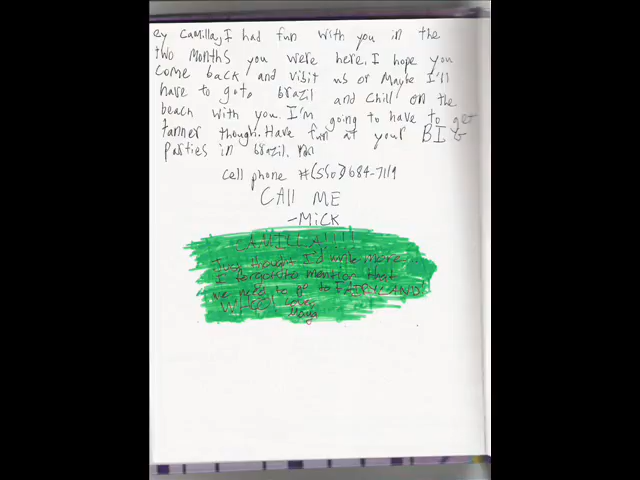 ey Camilla, I had fun with you in the
two Months you were here, I hope you
come back and visit us or Maybe I'll
have to goto Brazil and chill on the
beach with you. I'm going to have to get
tanner though. Have fun at your BIG
Parties in brazil.
cell phone #(550)684-7119
CAll ME
-MiCK
CAMILLA!!!!!
Just thought I'd write more...
I forgot to mention that
we need to go to FAIRYLAND!
Maya